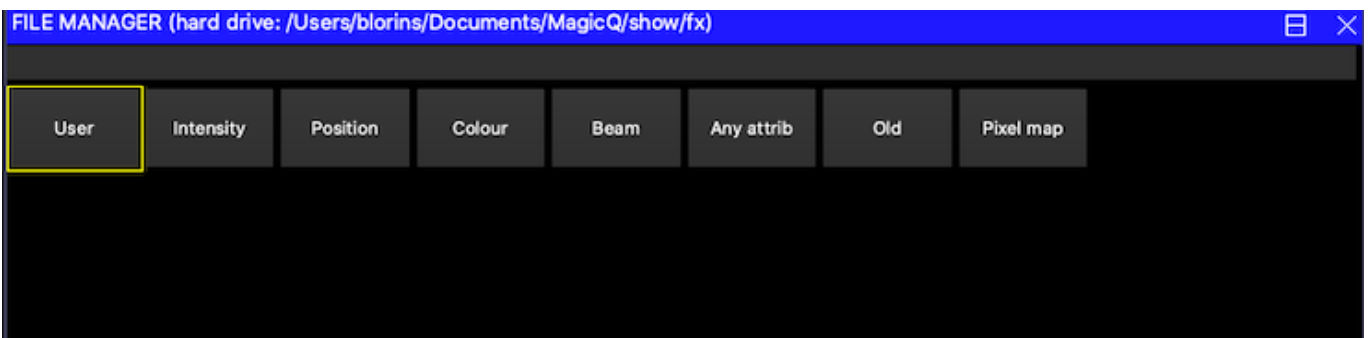 FILE MANAGER (hard drive: /Users/blorins/Documents/MagicQ/show/fx)
User Intensity Position Colour Beam Any attrib Old Pixel map